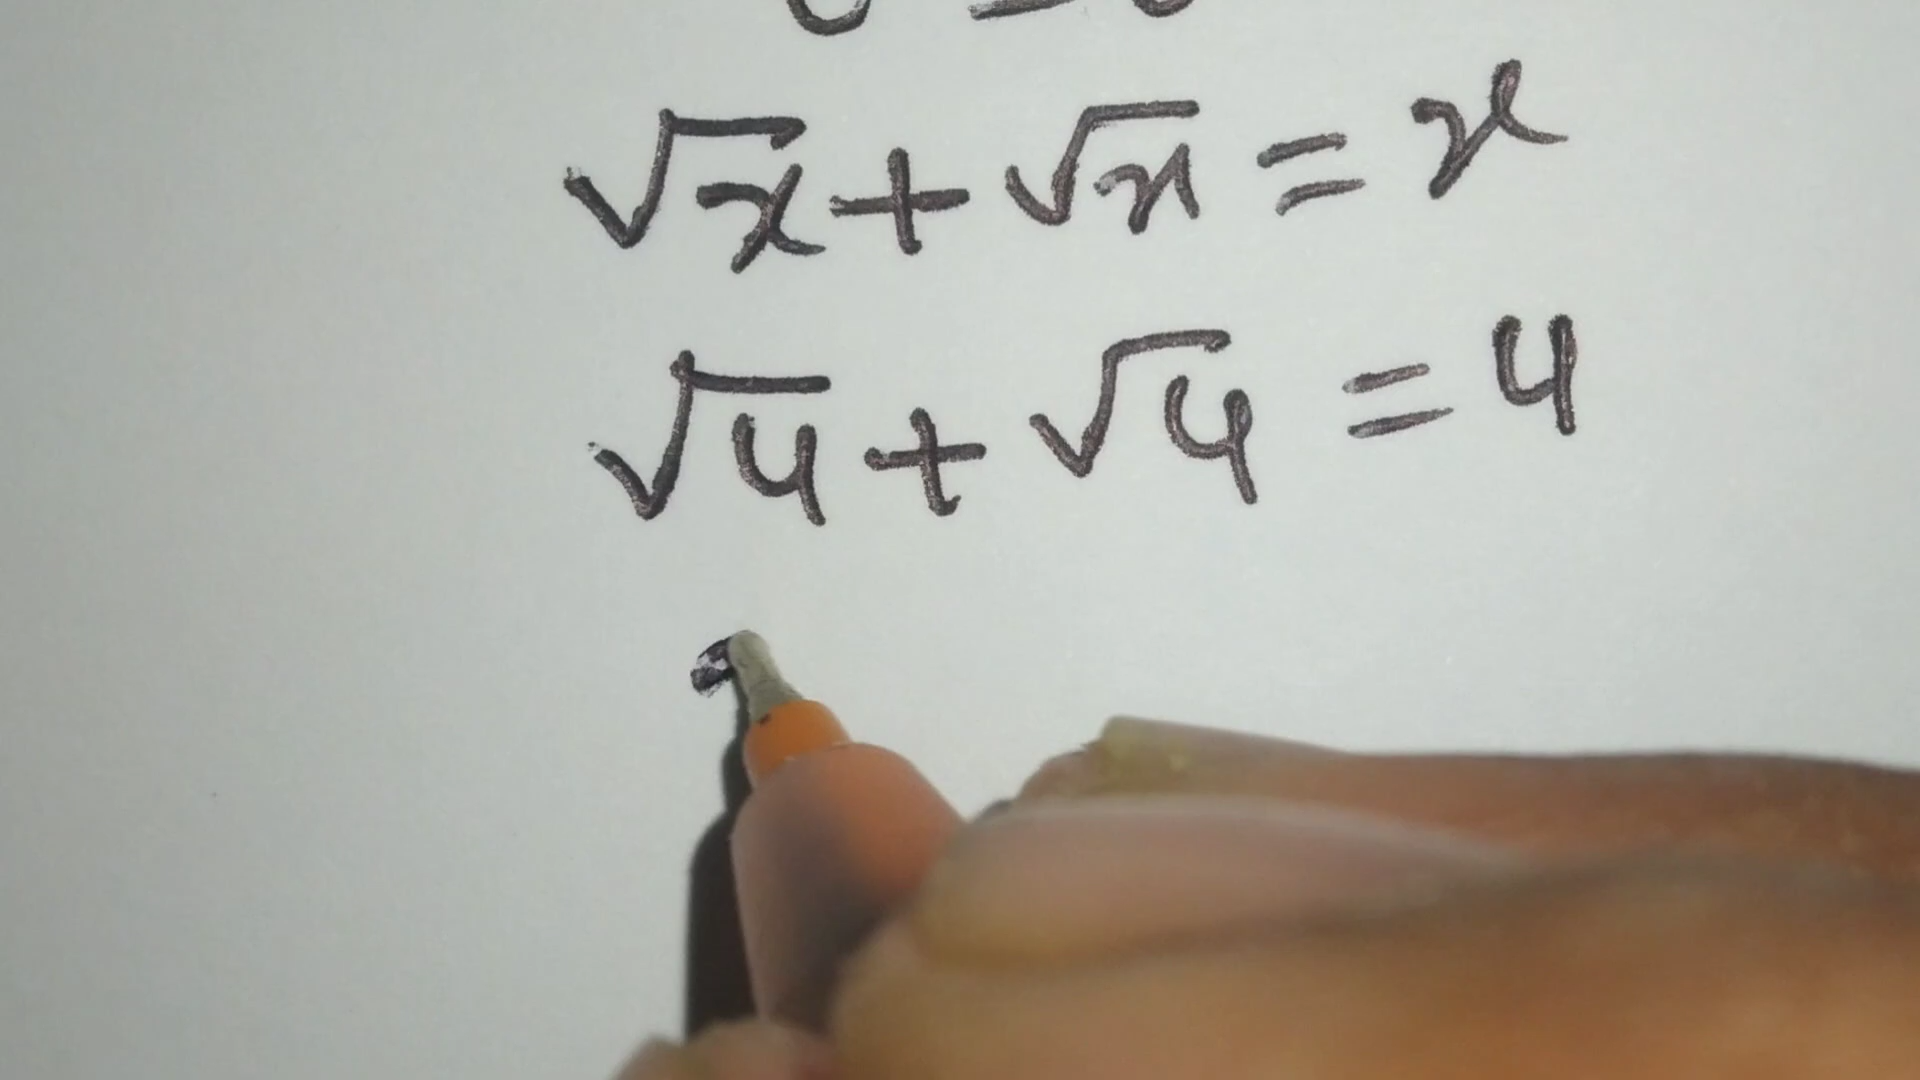 √x + √x = x
√4 + √4 = 4